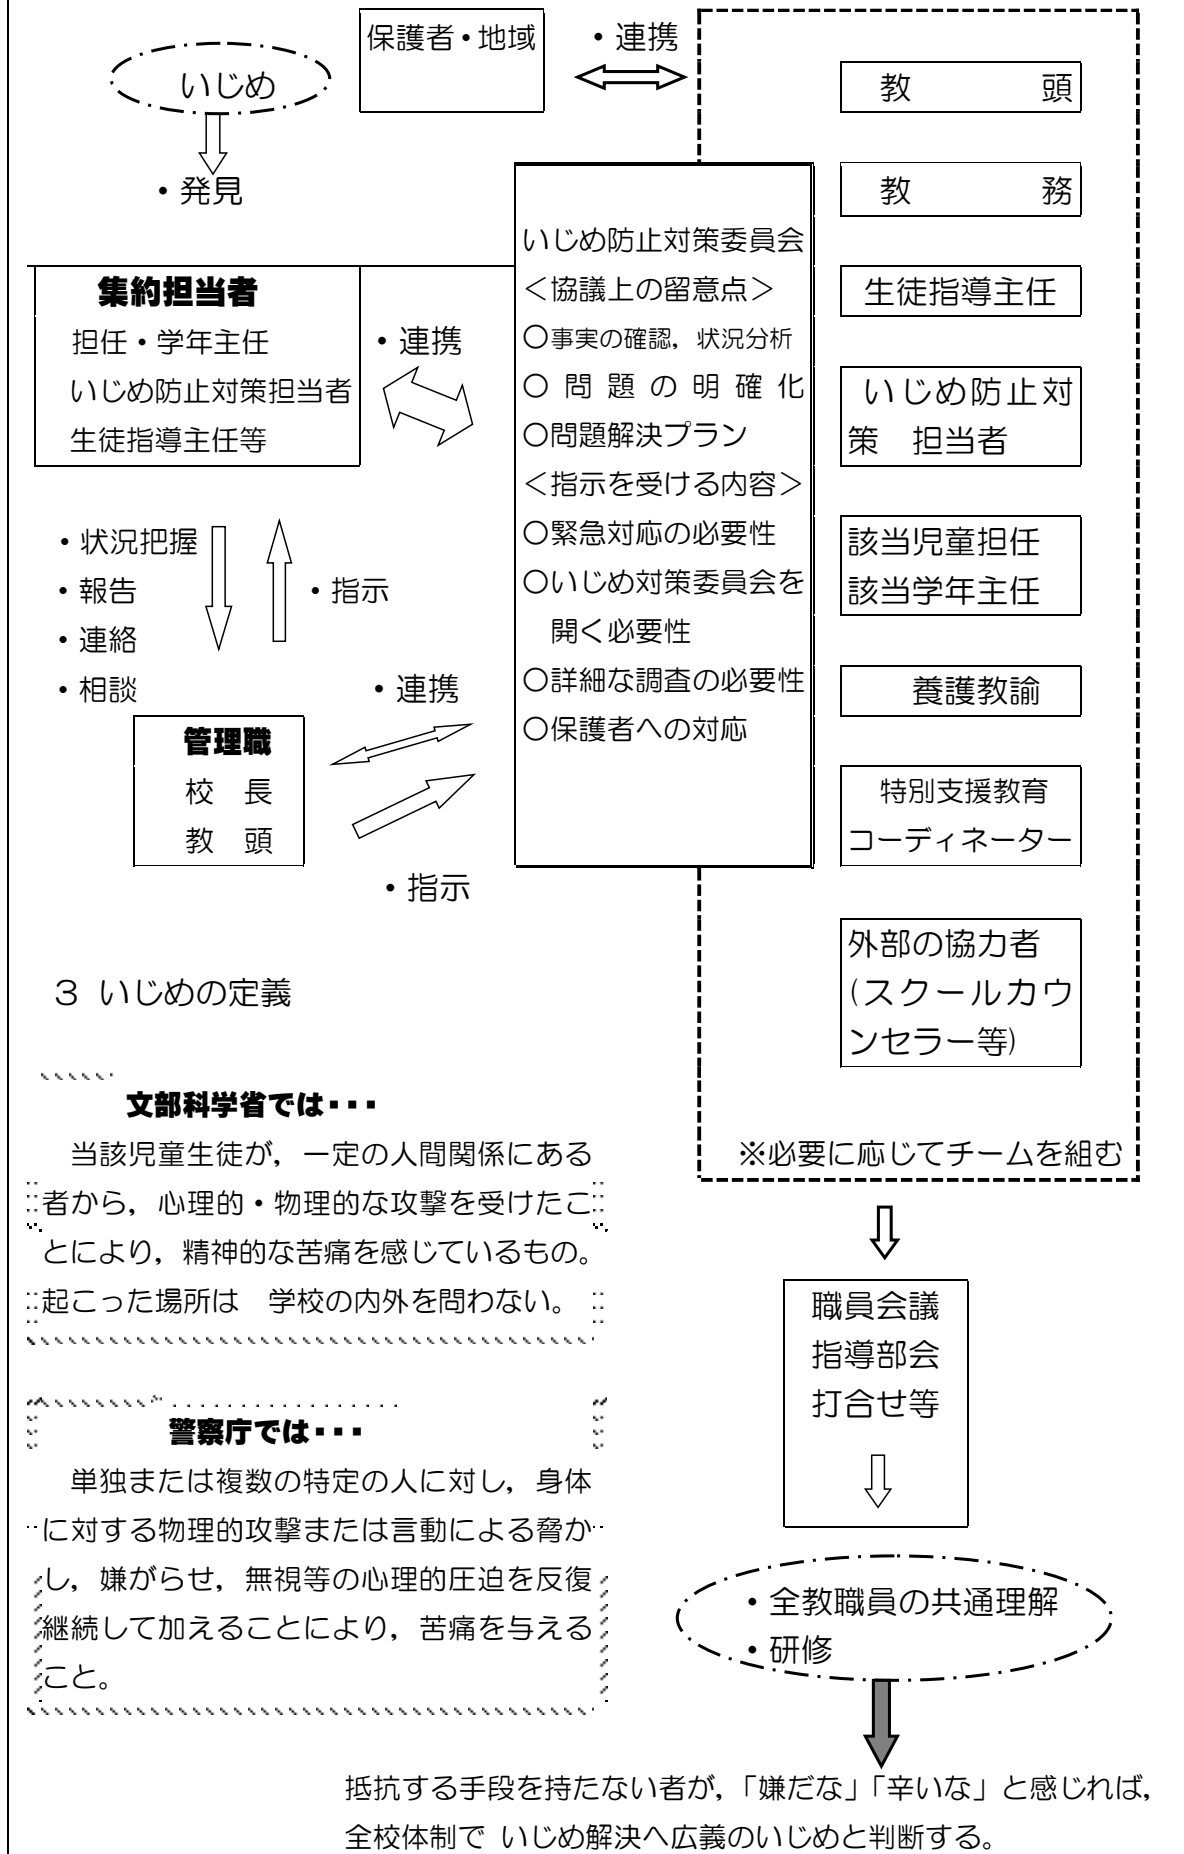 保護者・地域
・連携
いじめ
・発見
集約担当者
担任・学年主任
いじめ防止対策担当者
生徒指導主任等
・連携
・状況把握
・報告
・連絡
・相談
・指示
・連携
管理職
校　長
教　頭
・指示
いじめ防止対策委員会
＜協議上の留意点＞
〇事実の確認，状況分析
〇問題の明確化
〇問題解決プラン
＜指示を受ける内容＞
〇緊急対応の必要性
〇いじめ対策委員会を
開く必要性
〇詳細な調査の必要性
〇保護者への対応
教　頭
教　務
生徒指導主任
いじめ防止対
策　担当者
該当児童担任
該当学年主任
養護教諭
特別支援教育
コーディネーター
外部の協力者
(スクールカウ
ンセラー等)
※必要に応じてチームを組む
職員会議
指導部会
打合せ等
・全教職員の共通理解
・研修
３ いじめの定義
文部科学省では・・・
当該児童生徒が，一定の人間関係にある
者から，心理的・物理的な攻撃を受けたこ
とにより，精神的な苦痛を感じているもの。
起こった場所は　学校の内外を問わない。
警察庁では・・・
単独または複数の特定の人に対し，身体
に対する物理的攻撃または言動による脅か
し，嫌がらせ，無視等の心理的圧迫を反復
継続して加えることにより，苦痛を与える
こと。
抵抗する手段を持たない者が，「嫌だな」「辛いな」と感じれば，
全校体制で いじめ解決へ広義のいじめと判断する。